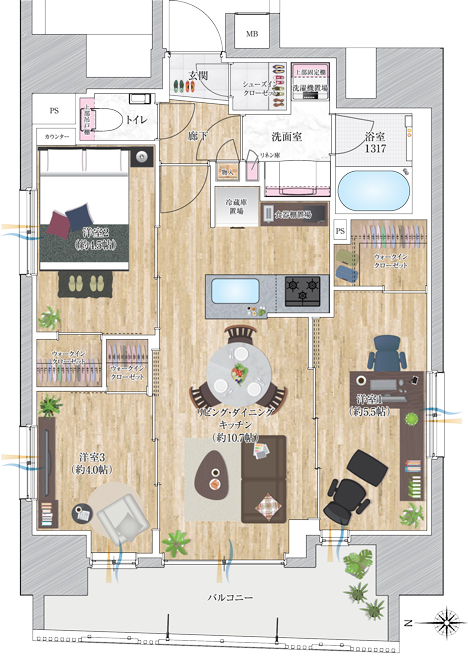 MB
玄関
シューズイン
クローゼット
上部固定棚
洗濯機置場
PS
上部吊戸棚
トイレ
カウンター
廊下
洗面室
浴室
1317
リネン庫
物入
冷蔵庫
置場
食器棚置場
洋室2
(約4.5帖)
PS
ウォークイン
クローゼット
ウォークイン
クローゼット
ウォークイン
クローゼット
洋室1
(約5.5帖)
リビング・ダイニング
キッチン
(約10.7帖)
洋室3
(約4.0帖)
バルコニー
N